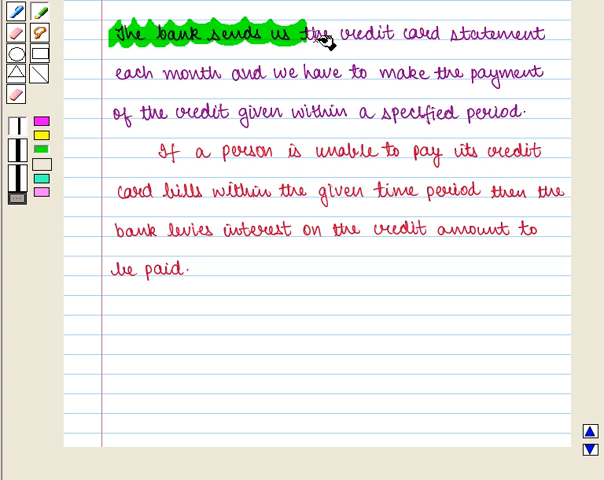 The bank sends us the credit card statement
each month and we have to make the payment
of the credit given within a specified period.
If a person is unable to pay its credit
card bills within the given time period then the
bank levies interest on the credit amount to
be paid.